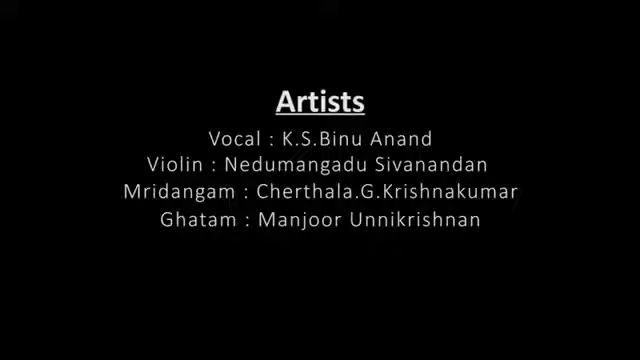 Artists
Vocal : K.S.Binu Anand
Violin : Nedumangadu Sivanandan
Mridangam : Cherthala.G.Krishnakumar
Ghatam : Manjoor Unnikrishnan